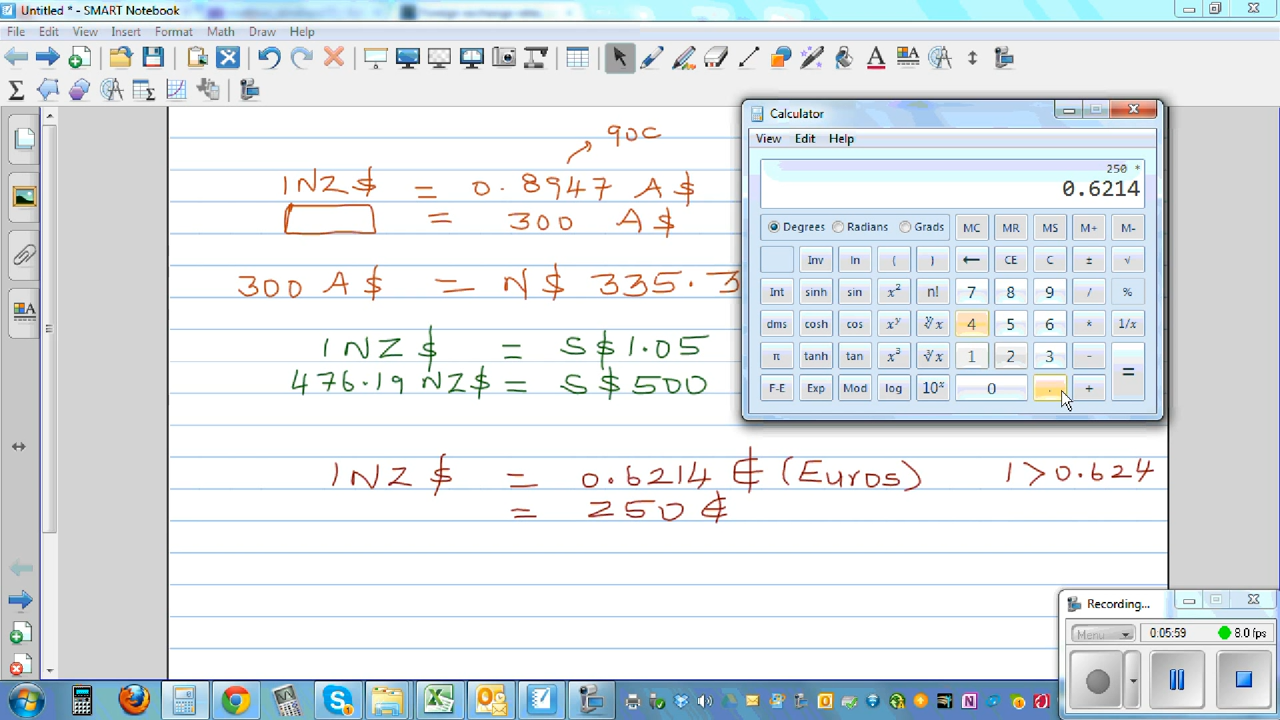 Untitled * - SMART Notebook
File Edit View Insert Format Math Draw Help
90C
1NZ$ = 0.8947 A$
= 300 A$
300 A$ = N$ 335.3
1NZ$ = S$1.05
476.19 NZ$ = S$500
1NZ$ = 0.6214 € (Euros) 1>0.624
= 250 €
Calculator
View Edit Help
250 *
0.6214
Degrees Radians Grads MC MR MS M+ M-
Inv ln ( ) ← CE C ± √
Int sinh sin x² n! 7 8 9 / %
dms cosh cos xʸ ʸ√x 4 5 6 * 1/x
π tanh tan x³ ³√x 1 2 3 - =
F-E Exp Mod log 10ˣ 0 . +
Recording...
Menu 0:05:59 8.0 fps